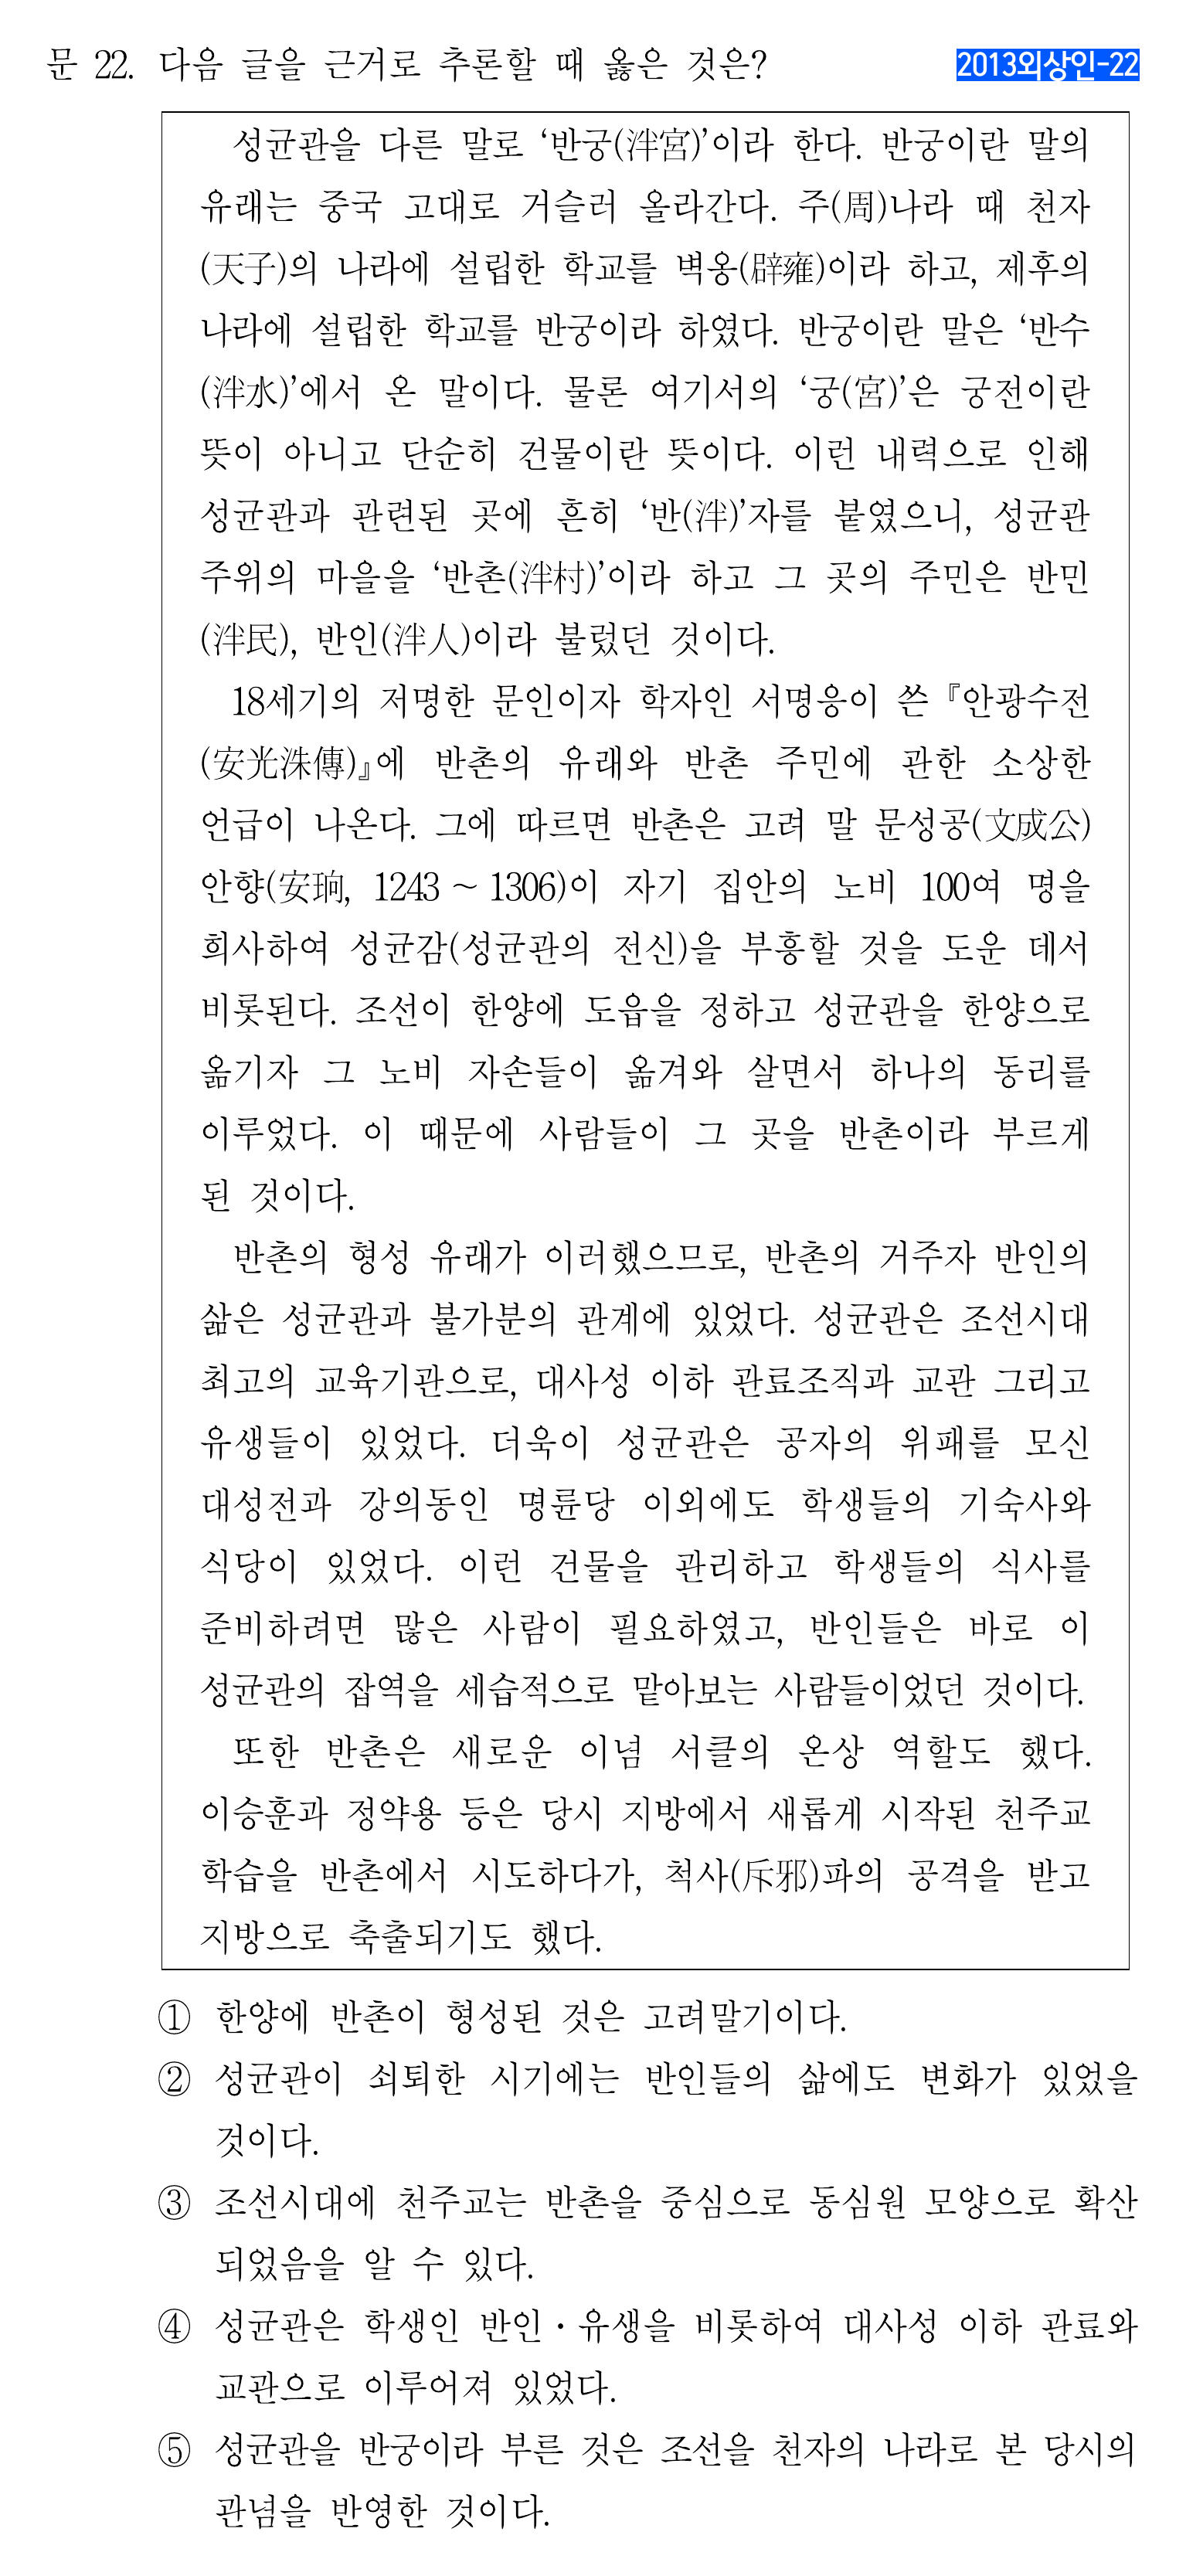 문 22. 다음 글을 근거로 추론할 때 옳은 것은?
2013외상인-22
성균관을 다른 말로 ‘반궁(泮宮)’이라 한다. 반궁이란 말의
유래는 중국 고대로 거슬러 올라간다. 주(周)나라 때 천자
(天子)의 나라에 설립한 학교를 벽옹(辟雍)이라 하고, 제후의
나라에 설립한 학교를 반궁이라 하였다. 반궁이란 말은 ‘반수
(泮水)’에서 온 말이다. 물론 여기서의 ‘궁(宮)’은 궁전이란
뜻이 아니고 단순히 건물이란 뜻이다. 이런 내력으로 인해
성균관과 관련된 곳에 흔히 ‘반(泮)’자를 붙였으니, 성균관
주위의 마을을 ‘반촌(泮村)’이라 하고 그 곳의 주민은 반민
(泮民), 반인(泮人)이라 불렀던 것이다.
18세기의 저명한 문인이자 학자인 서명응이 쓴 『안광수전
(安光洙傳)』에 반촌의 유래와 반촌 주민에 관한 소상한
언급이 나온다. 그에 따르면 반촌은 고려 말 문성공(文成公)
안향(安珦, 1243 ~ 1306)이 자기 집안의 노비 100여 명을
희사하여 성균감(성균관의 전신)을 부흥할 것을 도운 데서
비롯된다. 조선이 한양에 도읍을 정하고 성균관을 한양으로
옮기자 그 노비 자손들이 옮겨와 살면서 하나의 동리를
이루었다. 이 때문에 사람들이 그 곳을 반촌이라 부르게
된 것이다.
반촌의 형성 유래가 이러했으므로, 반촌의 거주자 반인의
삶은 성균관과 불가분의 관계에 있었다. 성균관은 조선시대
최고의 교육기관으로, 대사성 이하 관료조직과 교관 그리고
유생들이 있었다. 더욱이 성균관은 공자의 위패를 모신
대성전과 강의동인 명륜당 이외에도 학생들의 기숙사와
식당이 있었다. 이런 건물을 관리하고 학생들의 식사를
준비하려면 많은 사람이 필요하였고, 반인들은 바로 이
성균관의 잡역을 세습적으로 맡아보는 사람들이었던 것이다.
또한 반촌은 새로운 이념 서클의 온상 역할도 했다.
이승훈과 정약용 등은 당시 지방에서 새롭게 시작된 천주교
학습을 반촌에서 시도하다가, 척사(斥邪)파의 공격을 받고
지방으로 축출되기도 했다.
① 한양에 반촌이 형성된 것은 고려말기이다.
② 성균관이 쇠퇴한 시기에는 반인들의 삶에도 변화가 있었을
것이다.
③ 조선시대에 천주교는 반촌을 중심으로 동심원 모양으로 확산
되었음을 알 수 있다.
④ 성균관은 학생인 반인·유생을 비롯하여 대사성 이하 관료와
교관으로 이루어져 있었다.
⑤ 성균관을 반궁이라 부른 것은 조선을 천자의 나라로 본 당시의
관념을 반영한 것이다.